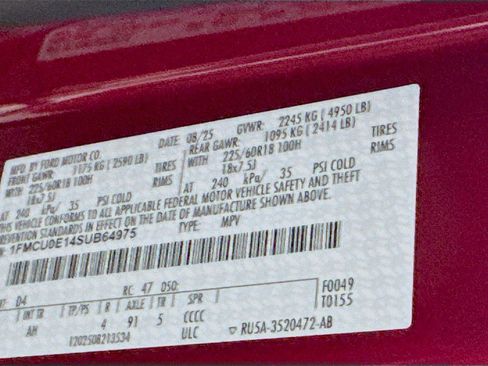 MFD BY FORD MOTOR CO. DATE: 08/25 GVWR: 2245 KG (4950 LB)
FRONT GAWR: 1175 KG (2590 LB) REAR GAWR: 1095 KG (2414 LB)
WITH 225/60R18 100H TIRES WITH 225/60R18 100H TIRES
18x7.5J RIMS 18x7.5J RIMS
AT 240 kPa/ 35 PSI COLD AT 240 kPa/ 35 PSI COLD
THIS VEHICLE CONFORMS TO ALL APPLICABLE FEDERAL MOTOR VEHICLE SAFETY AND THEFT
PREVENTION STANDARDS IN EFFECT ON THE DATE OF MANUFACTURE SHOWN ABOVE.
1FMCU0E14SUB64975 TYPE: MPV
D4 RC: 47 DSO: F0049
INT TR TP/PS R AXLE TR SPR T0155
AH 4 91 5 CCCC
1202508213534 ULC ▽ RU5A-3520472-AB